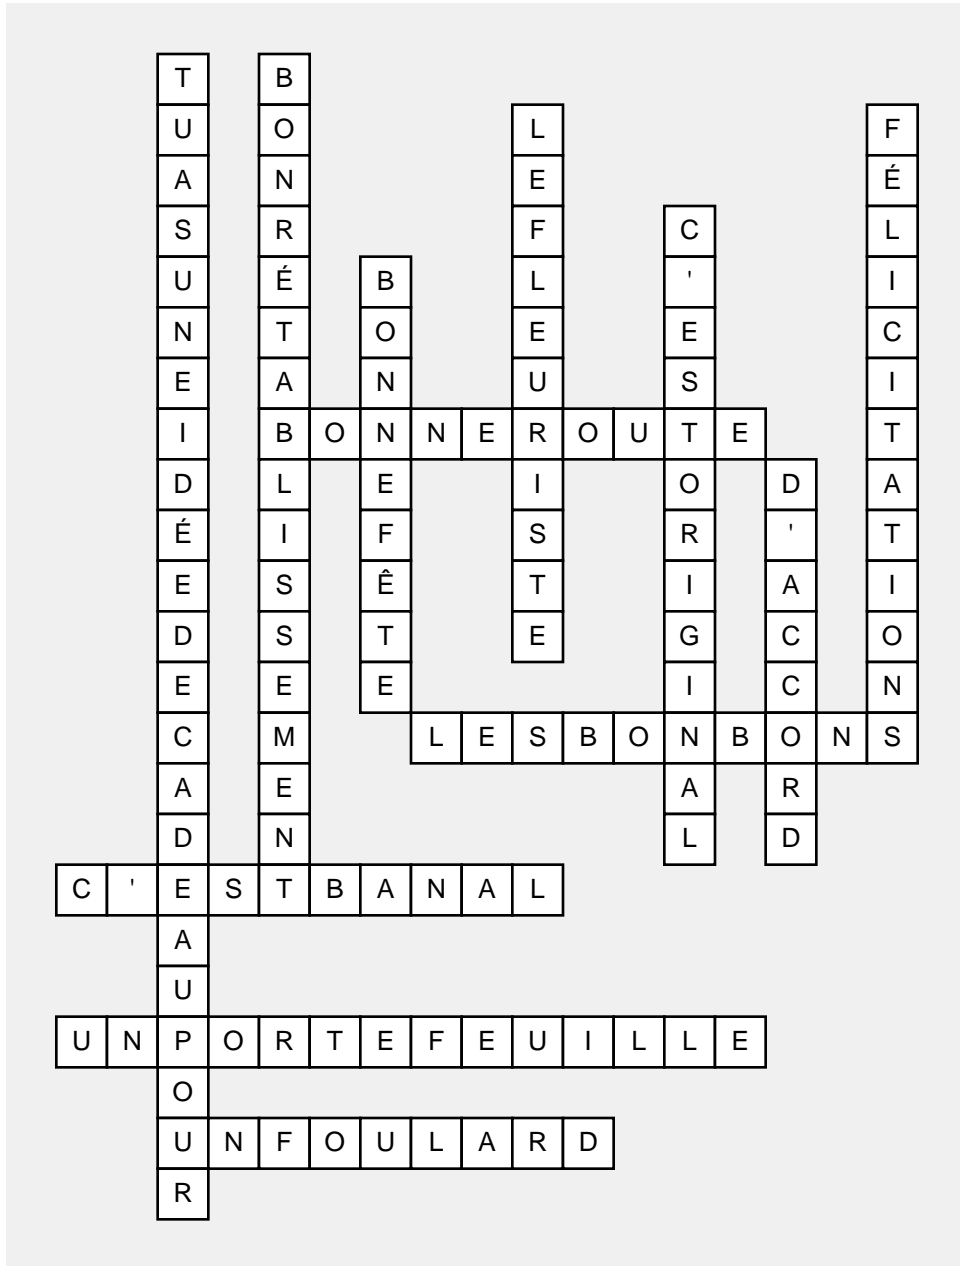 TUASUNEIDÉEDECADEAUPOUR
BONRÉTABLISSEMENT
LEFLEURISTE
FÉLICITATIONS
C'ESTORIGINAL
BONNEFÊTE
BONNEROUTE
D'ACCORD
LESBONBONS
C'ESTBANAL
UNPORTEFEUILLE
UNFOULARD